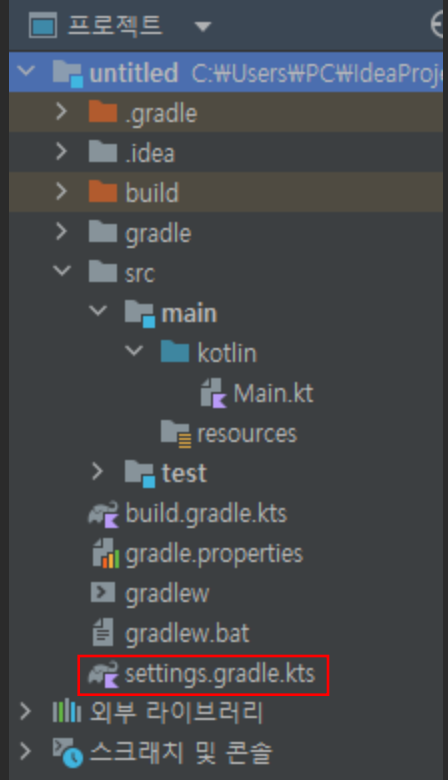 프로젝트
untitled C:₩Users₩PC₩IdeaProj
.gradle
.idea
build
gradle
src
main
kotlin
Main.kt
resources
test
build.gradle.kts
gradle.properties
gradlew
gradlew.bat
settings.gradle.kts
외부 라이브러리
스크래치 및 콘솔